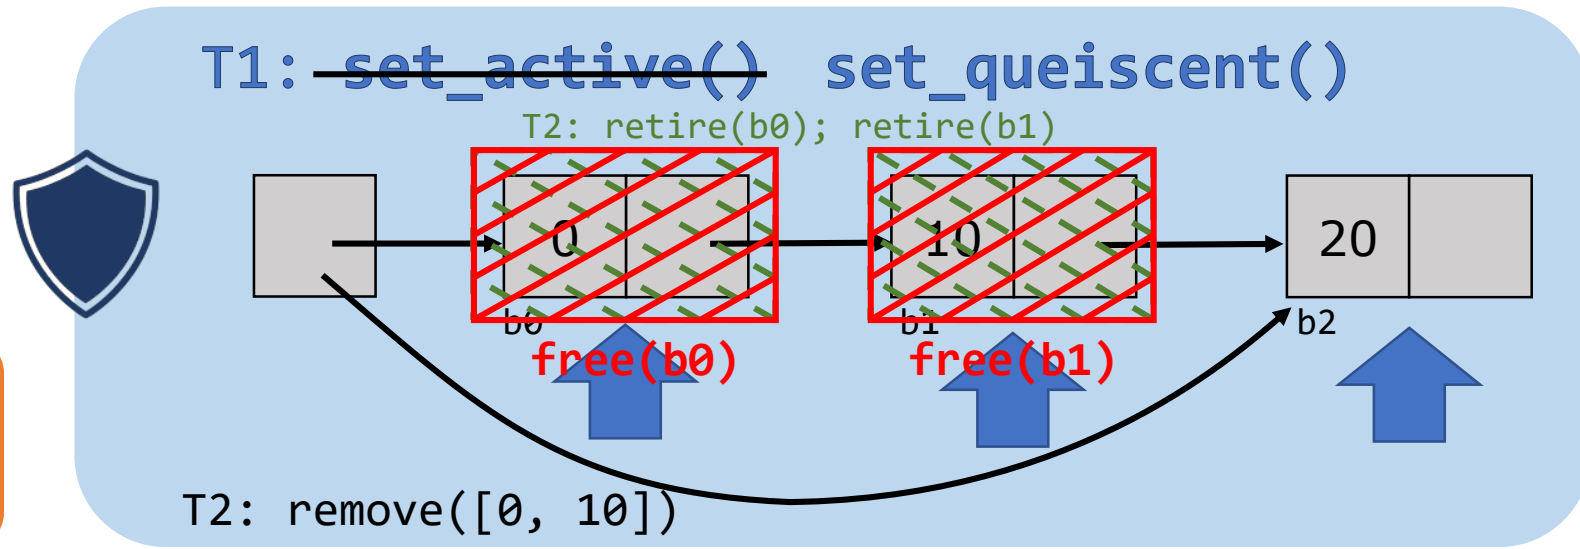 T1: set_active() set_queiscent()
T2: retire(b0); retire(b1)
0 10 20
b0 b1 b2
free(b0) free(b1)
T2: remove([0, 10])